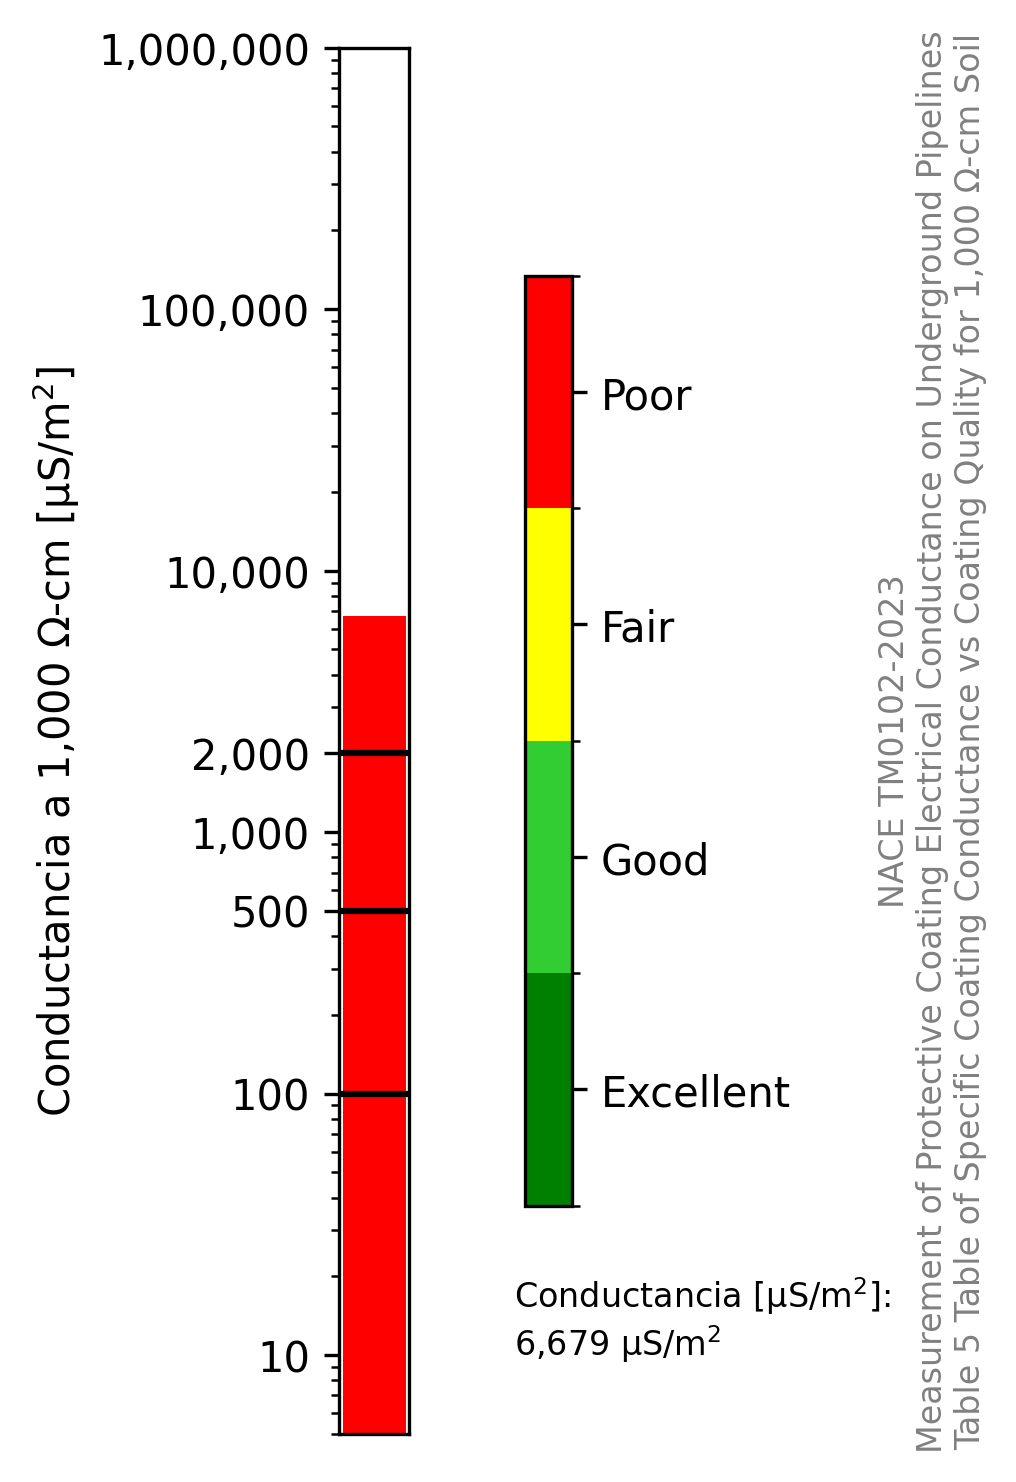 Conductancia a 1,000 Ω-cm [µS/m²]
1,000,000
100,000
10,000
2,000
1,000
500
100
10
Poor
Fair
Good
Excellent
Conductancia [µS/m²]:
6,679 µS/m²
NACE TM0102-2023
Measurement of Protective Coating Electrical Conductance on Underground Pipelines
Table 5 Table of Specific Coating Conductance vs Coating Quality for 1,000 Ω-cm Soil